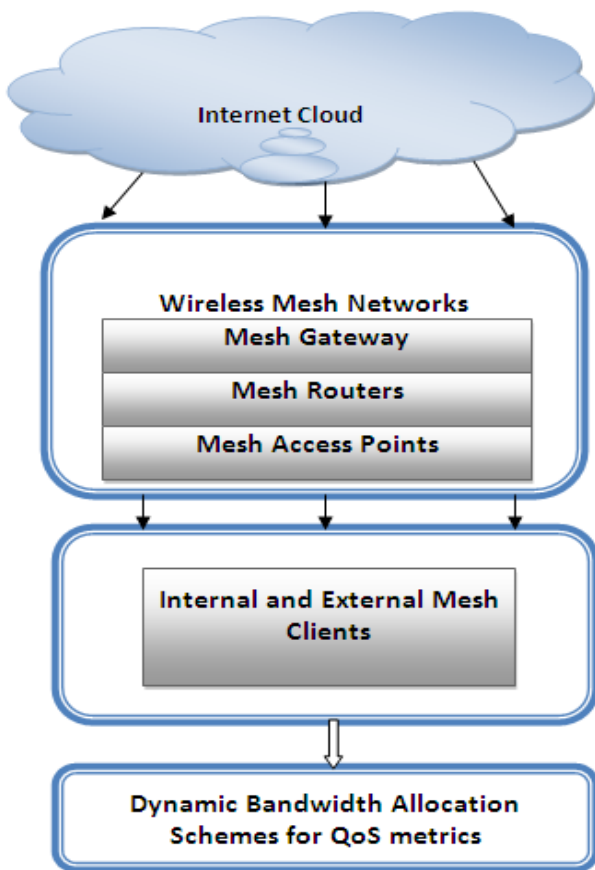 Internet Cloud
Wireless Mesh Networks
Mesh Gateway
Mesh Routers
Mesh Access Points
Internal and External Mesh
Clients
Dynamic Bandwidth Allocation
Schemes for QoS metrics